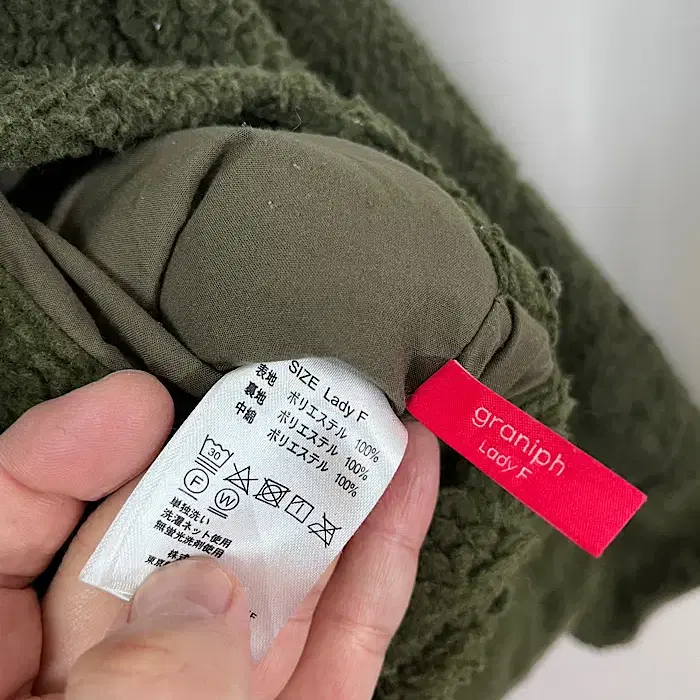 SIZE Lady F
表地 ポリエステル 100%
裏地 ポリエステル 100%
中綿 ポリエステル 100%
30
F W
単独洗い
洗濯ネット使用
無蛍光洗剤使用
株式
東京
graniph
Lady F